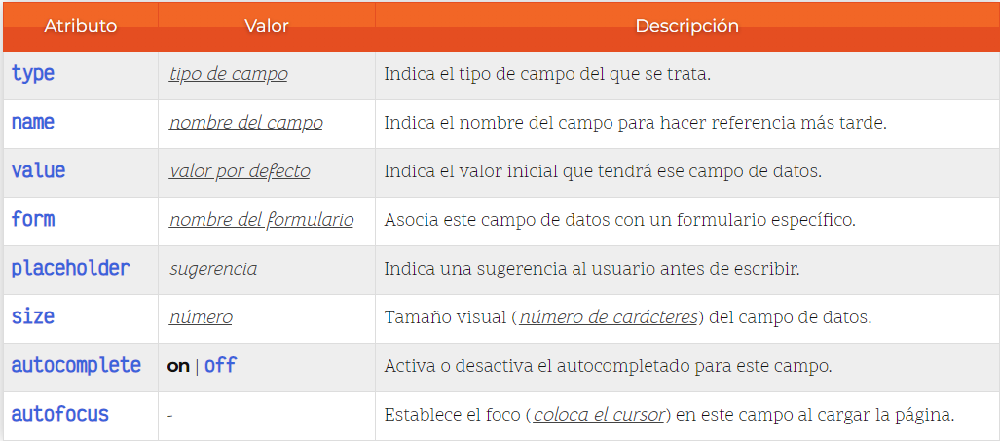 Atributo Valor Descripción
type tipo de campo Indica el tipo de campo del que se trata.
name nombre del campo Indica el nombre del campo para hacer referencia más tarde.
value valor por defecto Indica el valor inicial que tendrá ese campo de datos.
form nombre del formulario Asocia este campo de datos con un formulario específico.
placeholder sugerencia Indica una sugerencia al usuario antes de escribir.
size número Tamaño visual (número de carácteres) del campo de datos.
autocomplete on | off Activa o desactiva el autocompletado para este campo.
autofocus - Establece el foco (coloca el cursor) en este campo al cargar la página.